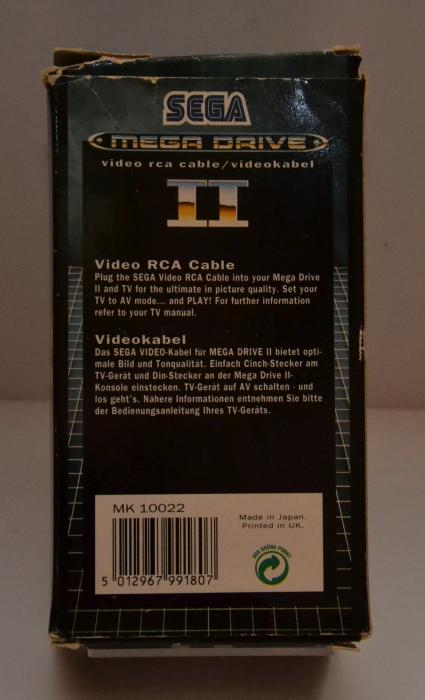 SEGA
MEGA DRIVE
video rca cable/videokabel
II
Video RCA Cable
Plug the SEGA Video RCA Cable into your Mega Drive
II and TV for the ultimate in picture quality. Set your
TV to AV mode... and PLAY! For further information
refer to your TV manual.
Videokabel
Das SEGA VIDEO-Kabel für MEGA DRIVE II bietet opti-
male Bild und Tonqualität. Einfach Cinch-Stecker am
TV-Gerät und Din-Stecker an der Mega Drive II-
Konsole einstecken. TV-Gerät auf AV schalten - und
los geht's. Nähere Informationen entnehmen Sie bitte
der Bedienungsanleitung Ihres TV-Geräts.
MK 10022
Made in Japan.
Printed in UK.
DER GRÜNE PUNKT
5 012967 991807